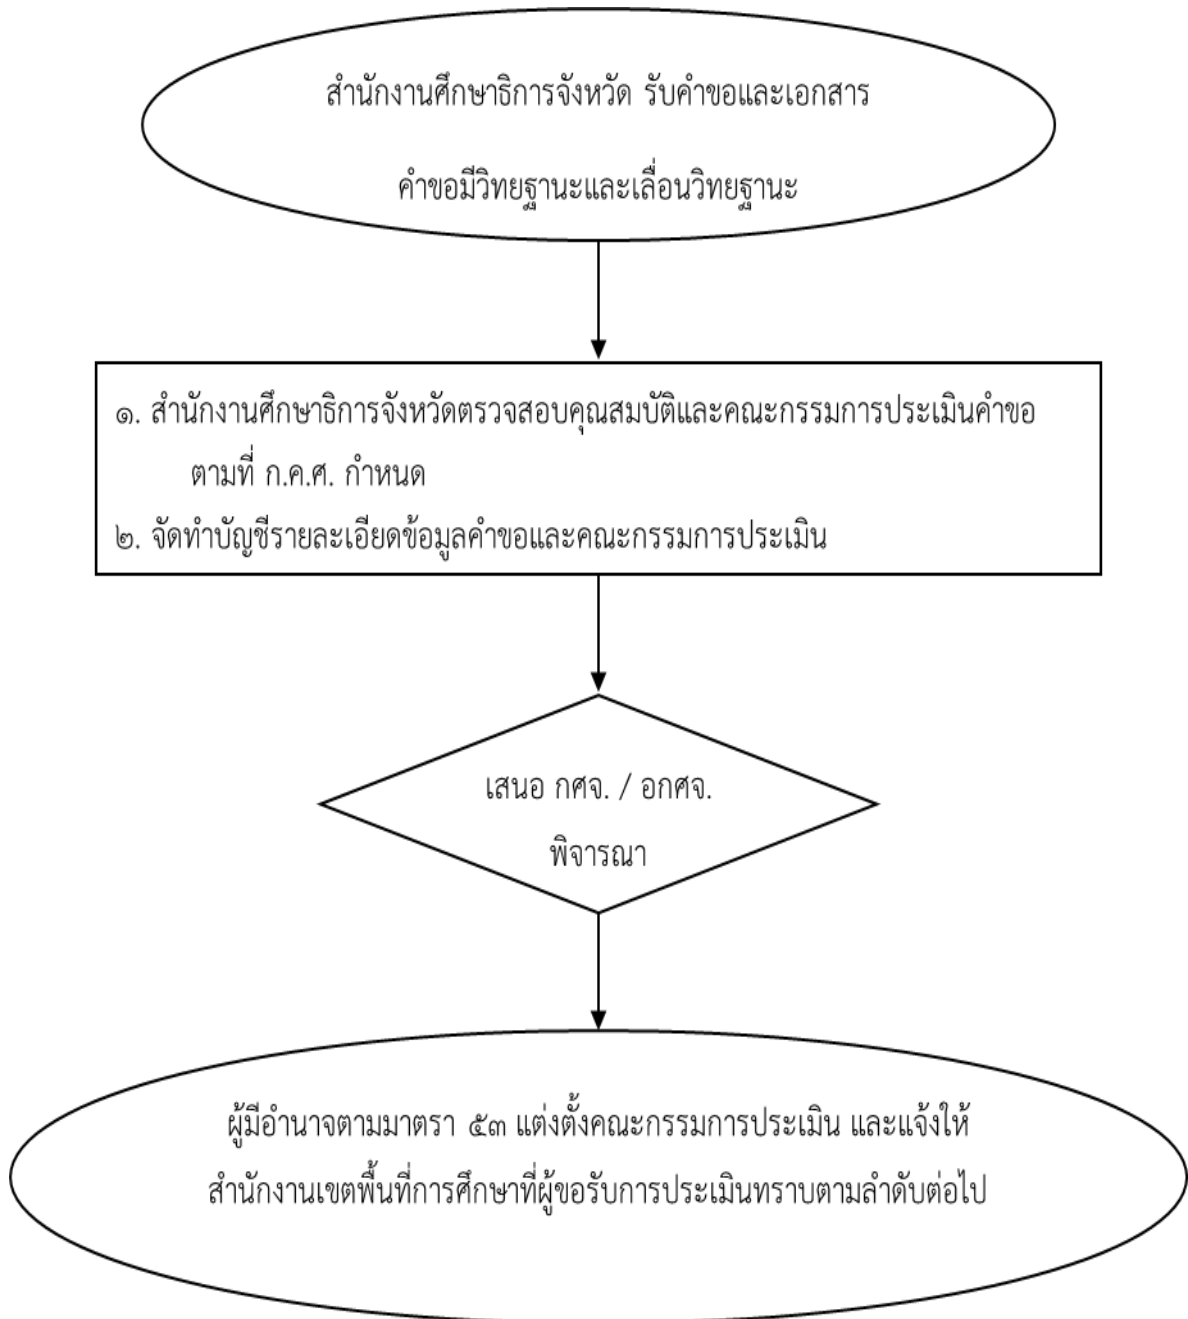 สำนักงานศึกษาธิการจังหวัด รับคำขอและเอกสาร
คำขอมีวิทยฐานะและเลื่อนวิทยฐานะ
๑. สำนักงานศึกษาธิการจังหวัดตรวจสอบคุณสมบัติและคณะกรรมการประเมินคำขอ
ตามที่ ก.ค.ศ. กำหนด
๒. จัดทำบัญชีรายละเอียดข้อมูลคำขอและคณะกรรมการประเมิน
เสนอ กศจ. / อกศจ.
พิจารณา
ผู้มีอำนาจตามมาตรา ๕๓ แต่งตั้งคณะกรรมการประเมิน และแจ้งให้
สำนักงานเขตพื้นที่การศึกษาที่ผู้ขอรับการประเมินทราบตามลำดับต่อไป